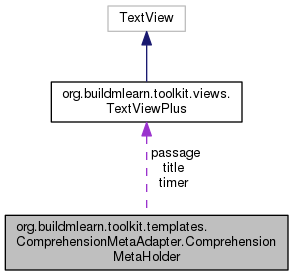 TextView
org.buildmlearn.toolkit.views.
TextViewPlus
passage
title
timer
org.buildmlearn.toolkit.templates.
ComprehensionMetaAdapter.Comprehension
MetaHolder